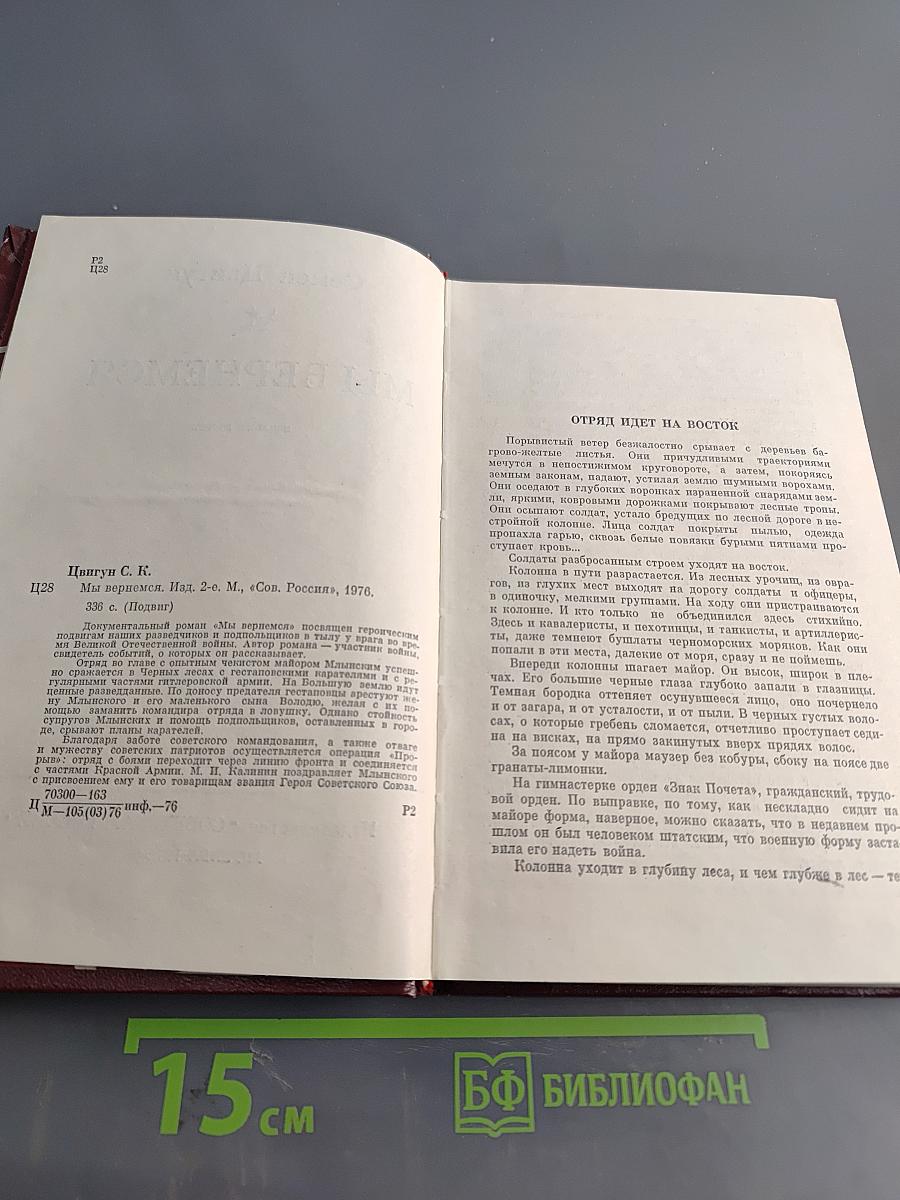 Р2
Ц28
Цвигун С. К.
Ц28 Мы вернемся. Изд. 2-е. М., «Сов. Россия», 1976.
336 с. (Подвиг)
Документальный роман «Мы вернемся» посвящен героическим
подвигам наших разведчиков и подпольщиков в тылу у врага во вре-
мя Великой Отечественной войны. Автор романа — участник войны,
свидетель событий, о которых он рассказывает.
Отряд во главе с опытным чекистом майором Млынским успеш-
но сражается в Черных лесах с гестаповскими карателями и с ре-
гулярными частями гитлеровской армии. На Большую землю идут
ценные разведданные. По доносу предателя гестаповцы арестуют же-
ну Млынского и его маленького сына Володю, желая с их по-
мощью заманить командира отряда в ловушку. Однако стойкость
супругов Млынских и помощь подпольщиков, оставленных в горо-
де, срывают планы карателей.
Благодаря заботе советского командования, а также отваге
и мужеству советских патриотов осуществляется операция «Про-
рыв»: отряд с боями переходит через линию фронта и соединяется
с частями Красной Армии. М. И. Калинин поздравляет Млынского
с присвоением ему и его товарищам звания Героя Советского Союза.
70300—163
Ц М—105(03)76 инф.—76 Р2
ОТРЯД ИДЕТ НА ВОСТОК
Порывистый ветер безжалостно срывает с деревьев ба-
грово-желтые листья. Они причудливыми траекториями
мечутся в непостижимом круговороте, а затем, покоряясь
земным законам, падают, устилая землю шумными ворохами.
Они оседают в глубоких воронках израненной снарядами зем-
ли, яркими, ковровыми дорожками покрывают лесные тропы.
Они осыпают солдат, устало бредущих по лесной дороге в не-
стройной колонне. Лица солдат покрыты пылью, одежда
пропахла гарью, сквозь белые повязки бурыми пятнами про-
ступает кровь...
Солдаты разбросанным строем уходят на восток.
Колонна в пути разрастается. Из лесных урочищ, из овра-
гов, из глухих мест выходят на дорогу солдаты и офицеры,
в одиночку, мелкими группами. На ходу они пристраиваются
к колонне. И кто только не объединился здесь стихийно.
Здесь и кавалеристы, и пехотинцы, и танкисты, и артиллерис-
ты, даже темнеют бушлаты черноморских моряков. Как они
попали в эти места, далекие от моря, сразу и не поймешь.
Впереди колонны шагает майор. Он высок, широк в пле-
чах. Его большие черные глаза глубоко запали в глазницы.
Темная бородка оттеняет осунувшееся лицо, оно почернело
и от загара, и от усталости, и от пыли. В черных густых воло-
сах, о которые гребень сломается, отчетливо проступает седи-
на на висках, на прямо закинутых вверх прядях волос.
За поясом у майора маузер без кобуры, сбоку на поясе две
гранаты-лимонки.
На гимнастерке орден «Знак Почета», гражданский, трудо-
вой орден. По выправке, по тому, как нескладно сидит на
майоре форма, наверное, можно сказать, что в недавнем про-
шлом он был человеком штатским, что военную форму заста-
вила его надеть война.
Колонна уходит в глубину леса, и чем глубже в лес — те
15 см
БФ БИБЛИОФАН